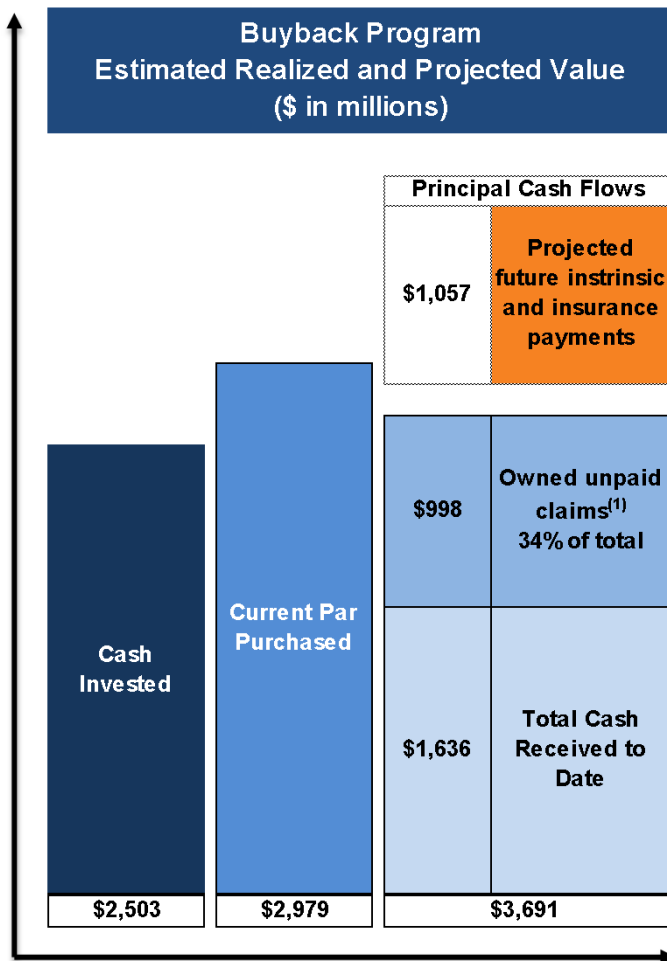 Buyback Program
Estimated Realized and Projected Value
($ in millions)
Principal Cash Flows
$1,057
Projected
future instrinsic
and insurance
payments
$998
Owned unpaid
claims(1)
34% of total
Current Par
Purchased
Cash
Invested
$1,636
Total Cash
Received to
Date
$2,503
$2,979
$3,691